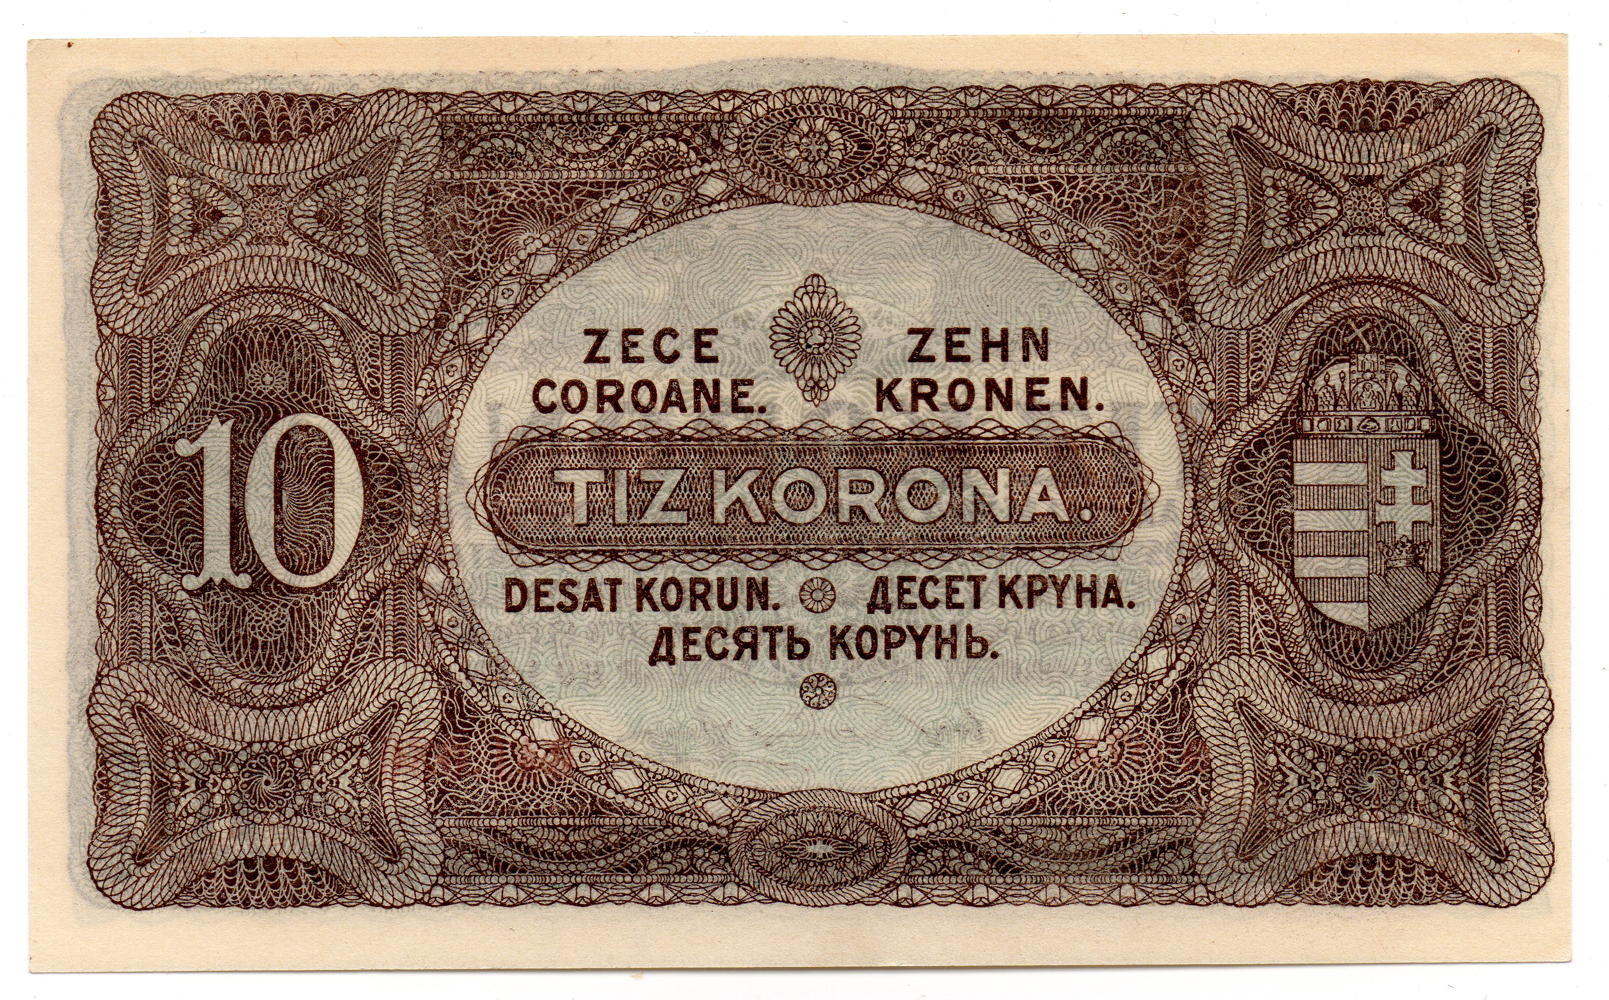 ZECE
COROANE.
ZEHN
KRONEN.
10
TIZ KORONA.
DESAT KORUN.
ДЕСЕТ КРУНА.
ДЕСЯТЬ КОРУНЬ.